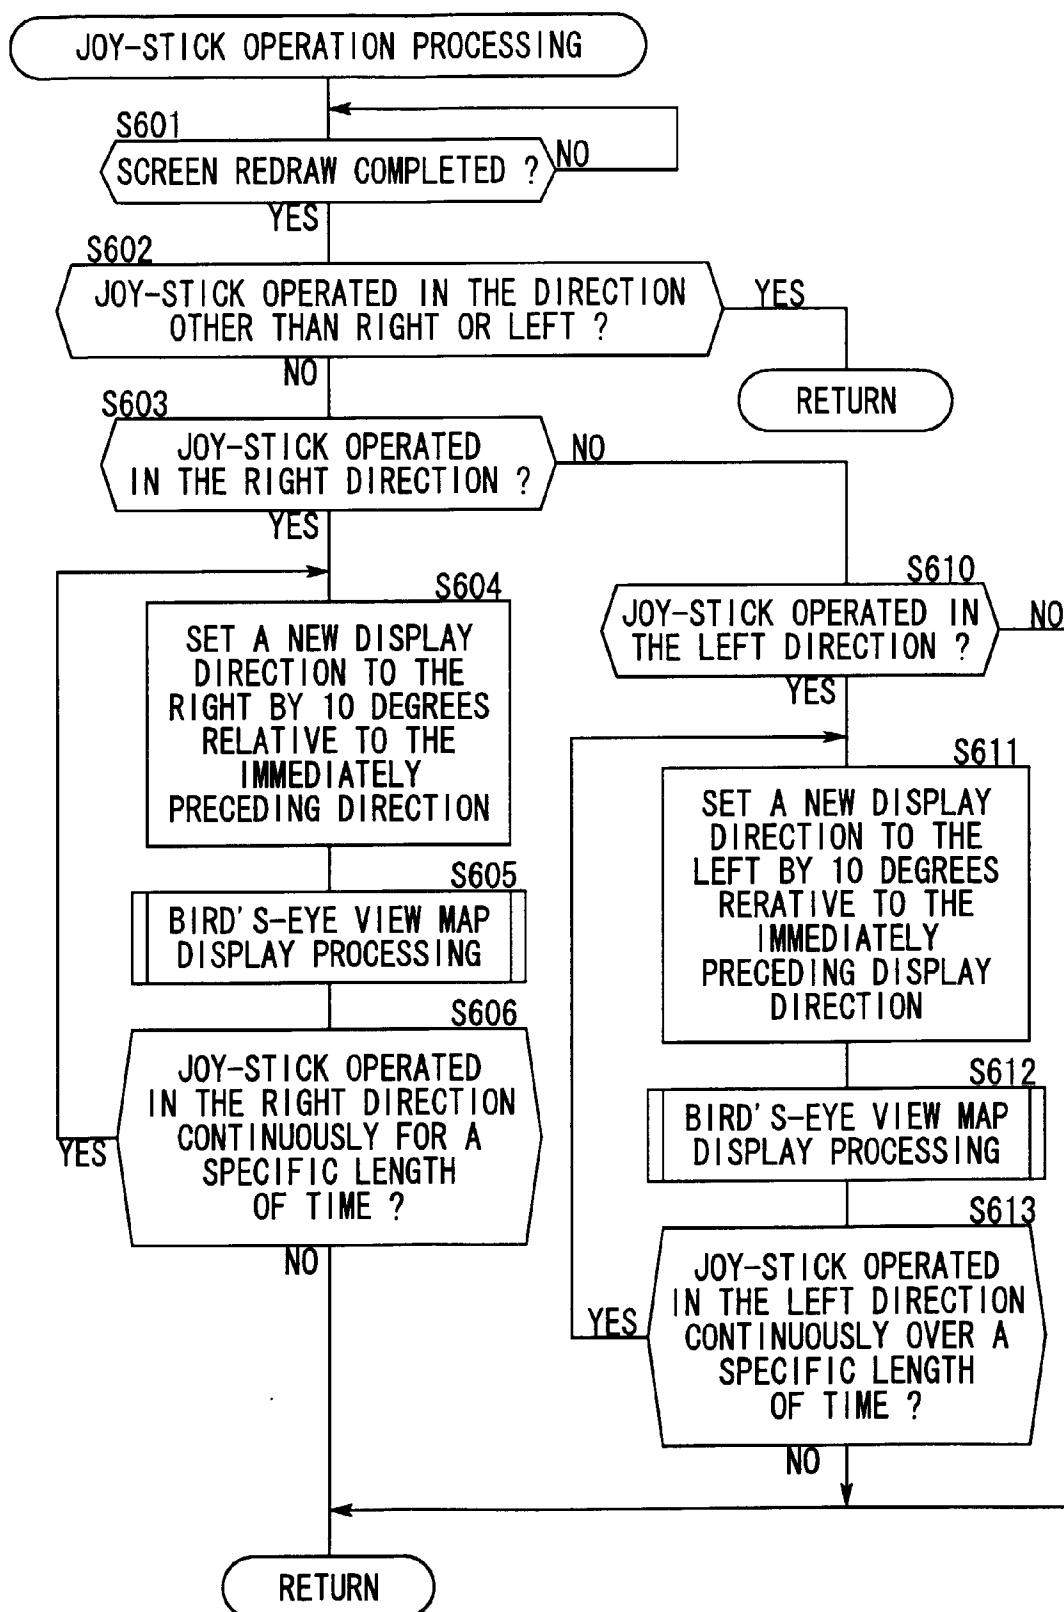 JOY-STICK OPERATION PROCESSING
S601
SCREEN REDRAW COMPLETED ?
NO
YES
S602
JOY-STICK OPERATED IN THE DIRECTION
OTHER THAN RIGHT OR LEFT ?
YES
NO
RETURN
S603
JOY-STICK OPERATED
IN THE RIGHT DIRECTION ?
NO
YES
S604
SET A NEW DISPLAY
DIRECTION TO THE
RIGHT BY 10 DEGREES
RELATIVE TO THE
IMMEDIATELY
PRECEDING DIRECTION
S605
BIRD'S-EYE VIEW MAP
DISPLAY PROCESSING
S606
JOY-STICK OPERATED
IN THE RIGHT DIRECTION
CONTINUOUSLY FOR A
SPECIFIC LENGTH
OF TIME ?
YES
NO
S610
JOY-STICK OPERATED IN
THE LEFT DIRECTION ?
NO
YES
S611
SET A NEW DISPLAY
DIRECTION TO THE
LEFT BY 10 DEGREES
RERATIVE TO THE
IMMEDIATELY
PRECEDING DISPLAY
DIRECTION
S612
BIRD'S-EYE VIEW MAP
DISPLAY PROCESSING
S613
JOY-STICK OPERATED
IN THE LEFT DIRECTION
CONTINUOUSLY OVER A
SPECIFIC LENGTH
OF TIME ?
YES
NO
RETURN